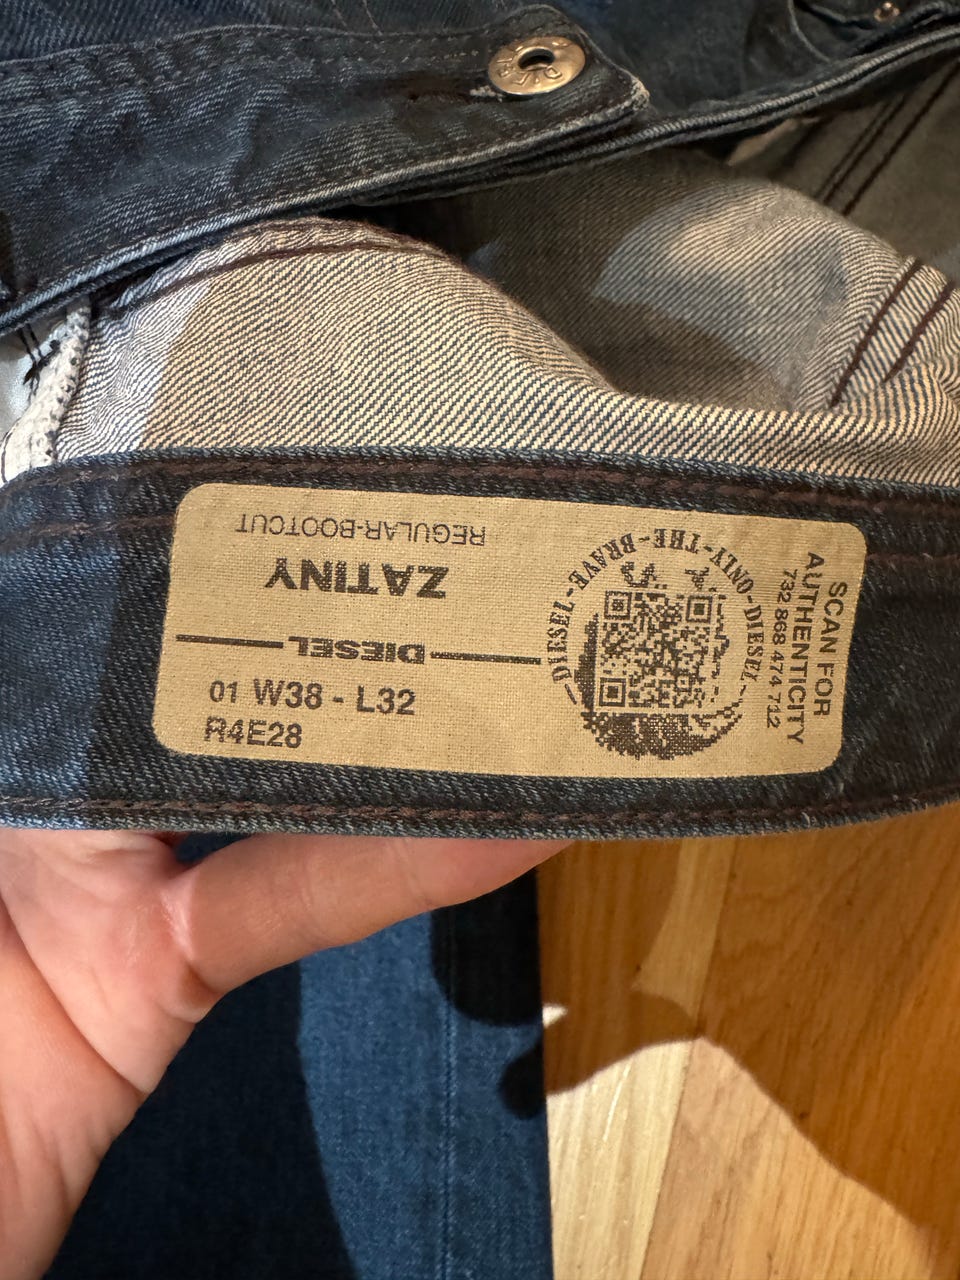 REGULAR-BOOTCUT
ZATINY
DIESEL
01 W38 - L32
R4E28
DIESEL-ONLY-THE-BRAVE-DIESEL
SCAN FOR
AUTHENTICITY
732 868 474 712